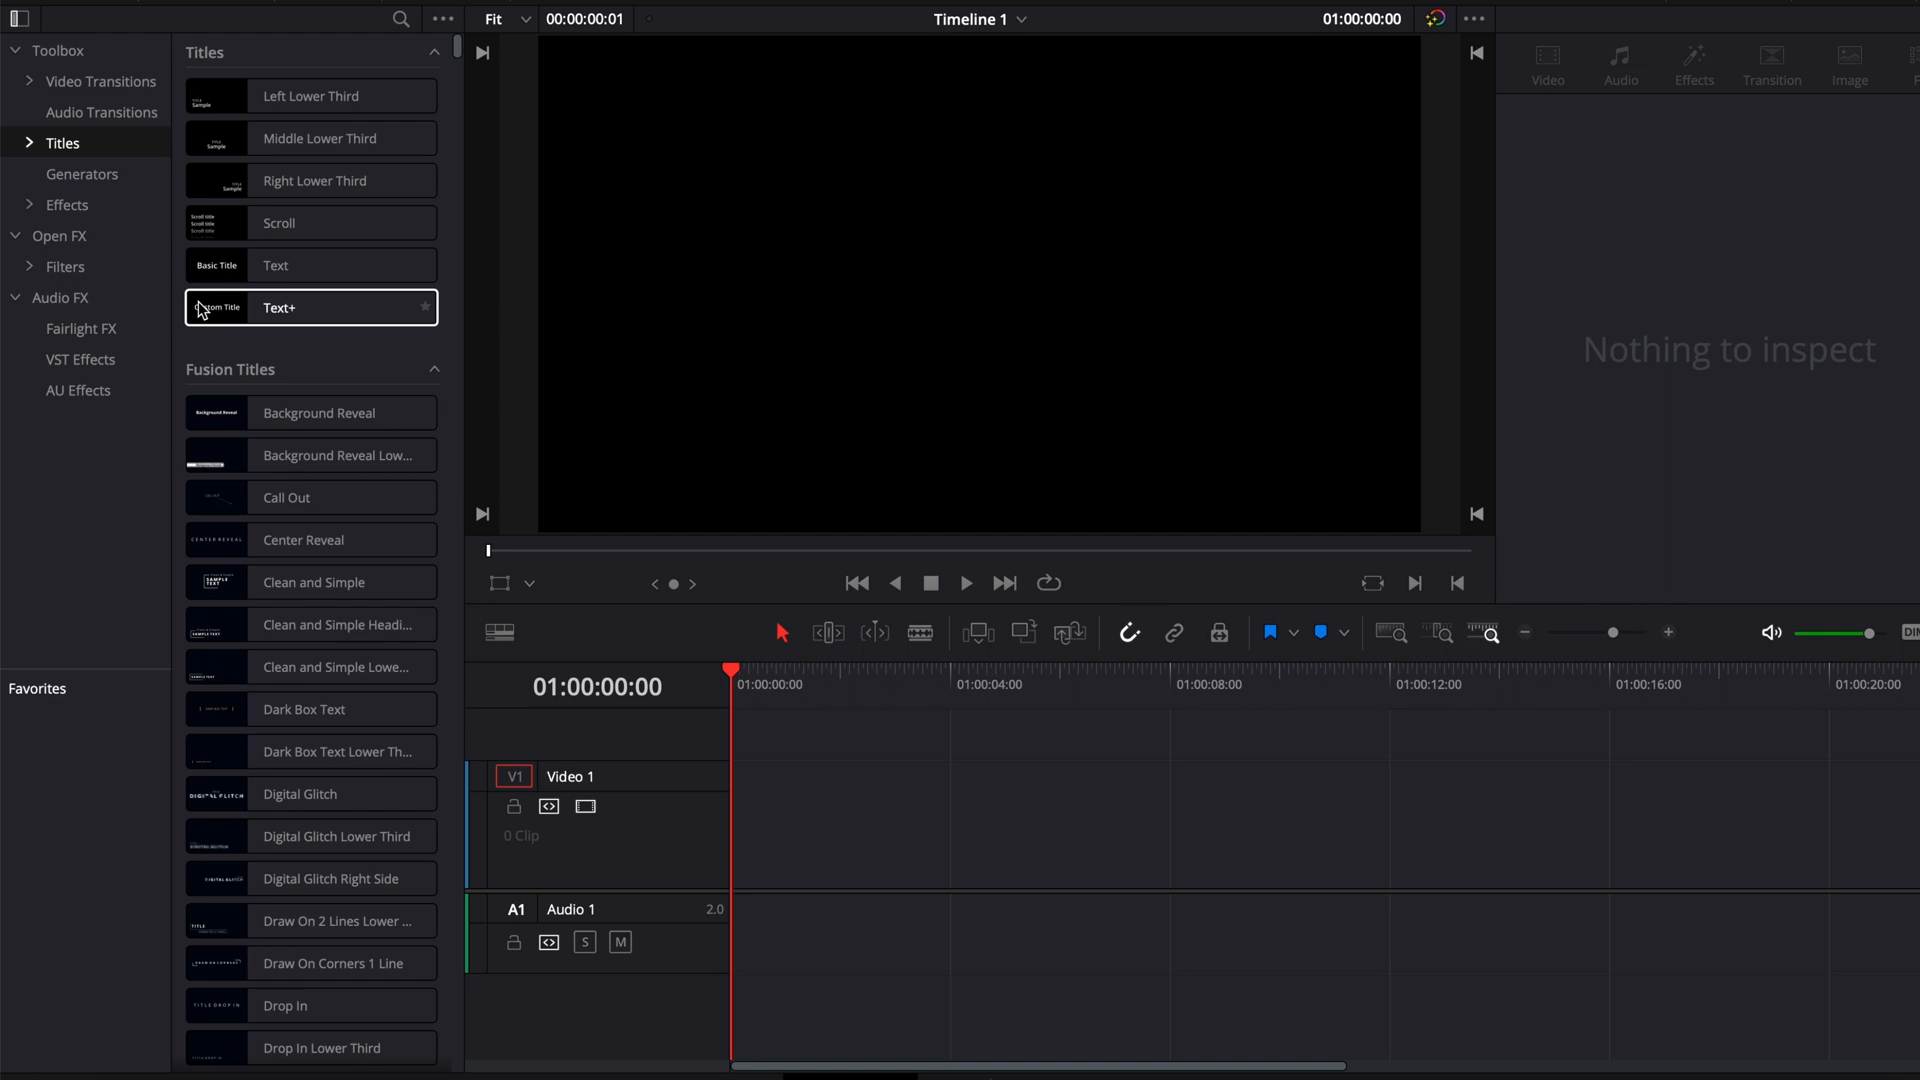 Fit
00:00:00:01
Timeline 1
01:00:00:00
Toolbox
Video Transitions
Audio Transitions
Titles
Generators
Effects
Open FX
Filters
Audio FX
Fairlight FX
VST Effects
AU Effects
Favorites
Titles
Left Lower Third
Middle Lower Third
Right Lower Third
Scroll
Basic Title Text
Text+
Fusion Titles
Background Reveal
Background Reveal Low...
Call Out
Center Reveal
Clean and Simple
Clean and Simple Headi...
Clean and Simple Lowe...
Dark Box Text
Dark Box Text Lower Th...
Digital Glitch
Digital Glitch Lower Third
Digital Glitch Right Side
Draw On 2 Lines Lower ...
Draw On Corners 1 Line
Drop In
Drop In Lower Third
Video
Audio
Effects
Transition
Image
Nothing to inspect
DIM
01:00:00:00
01:00:00:00
01:00:04:00
01:00:08:00
01:00:12:00
01:00:16:00
01:00:20:00
V1 Video 1
0 Clip
A1 Audio 1 2.0
S M